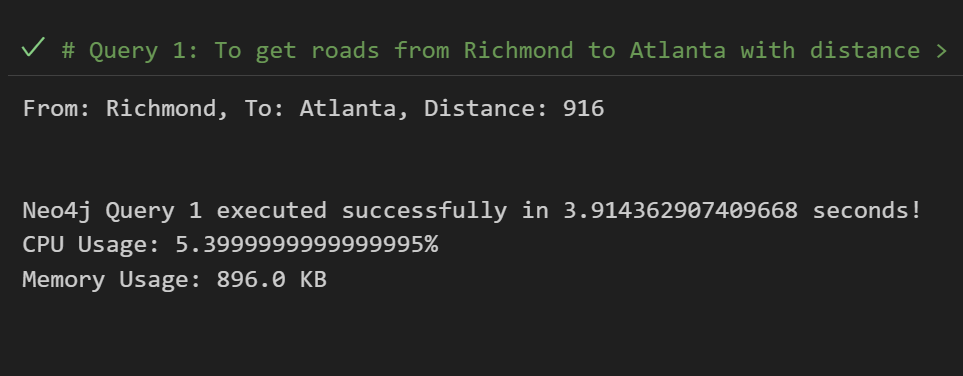 ✓ # Query 1: To get roads from Richmond to Atlanta with distance >
From: Richmond, To: Atlanta, Distance: 916
Neo4j Query 1 executed successfully in 3.914362907409668 seconds!
CPU Usage: 5.3999999999999995%
Memory Usage: 896.0 KB